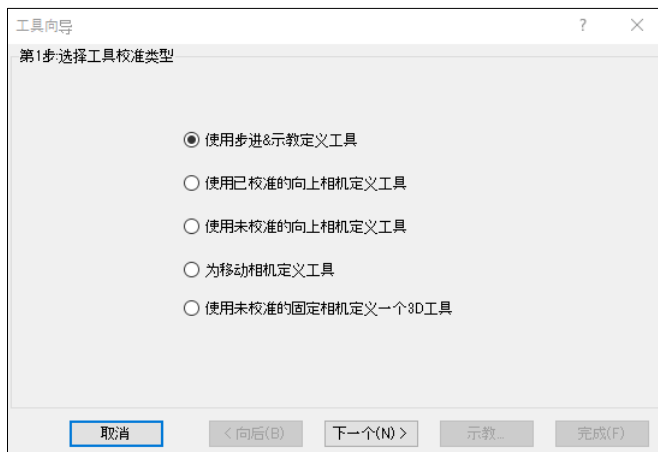 工具向导
第1步:选择工具校准类型
使用步进&示教定义工具
使用已校准的向上相机定义工具
使用未校准的向上相机定义工具
为移动相机定义工具
使用未校准的固定相机定义一个3D工具
取消 < 向后(B) 下一个(N) > 示教... 完成(F)